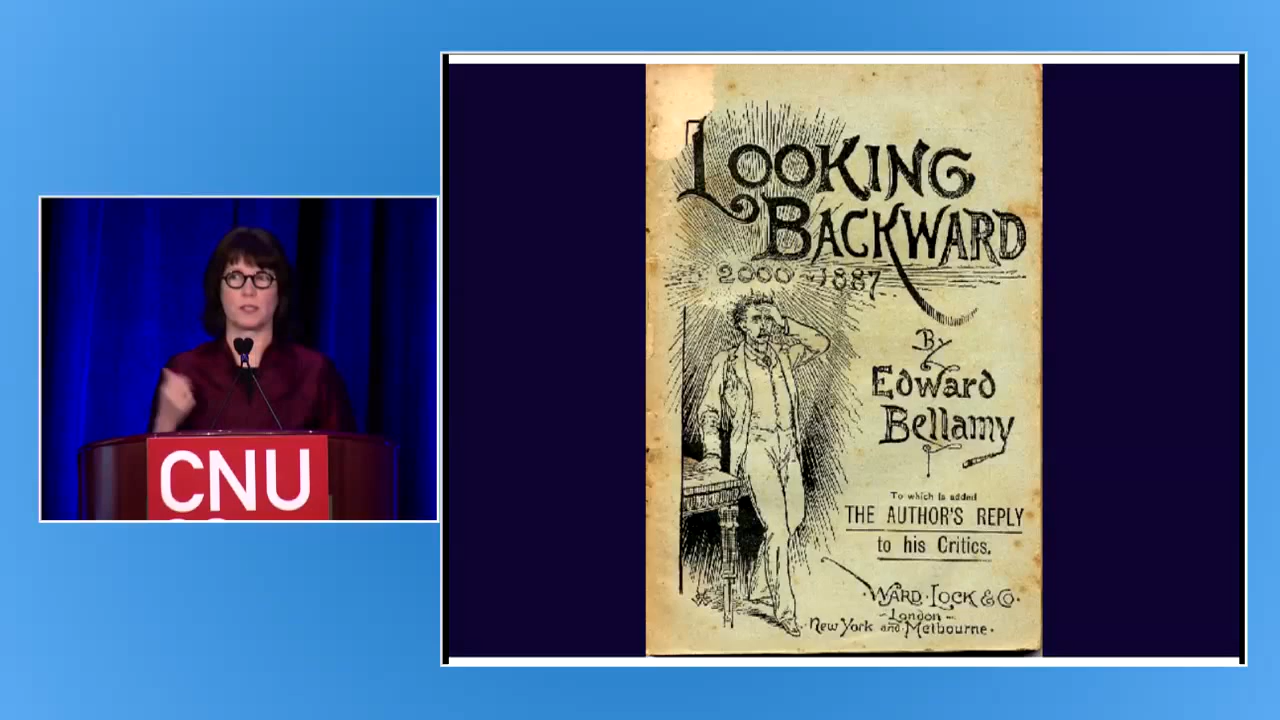 CNU
LOOKING
BACKWARD
2000~1887
By
Edward
Bellamy
To which is added
THE AUTHOR'S REPLY
to his Critics.
WARD·LOCK & Co.
London
New York and Melbourne.